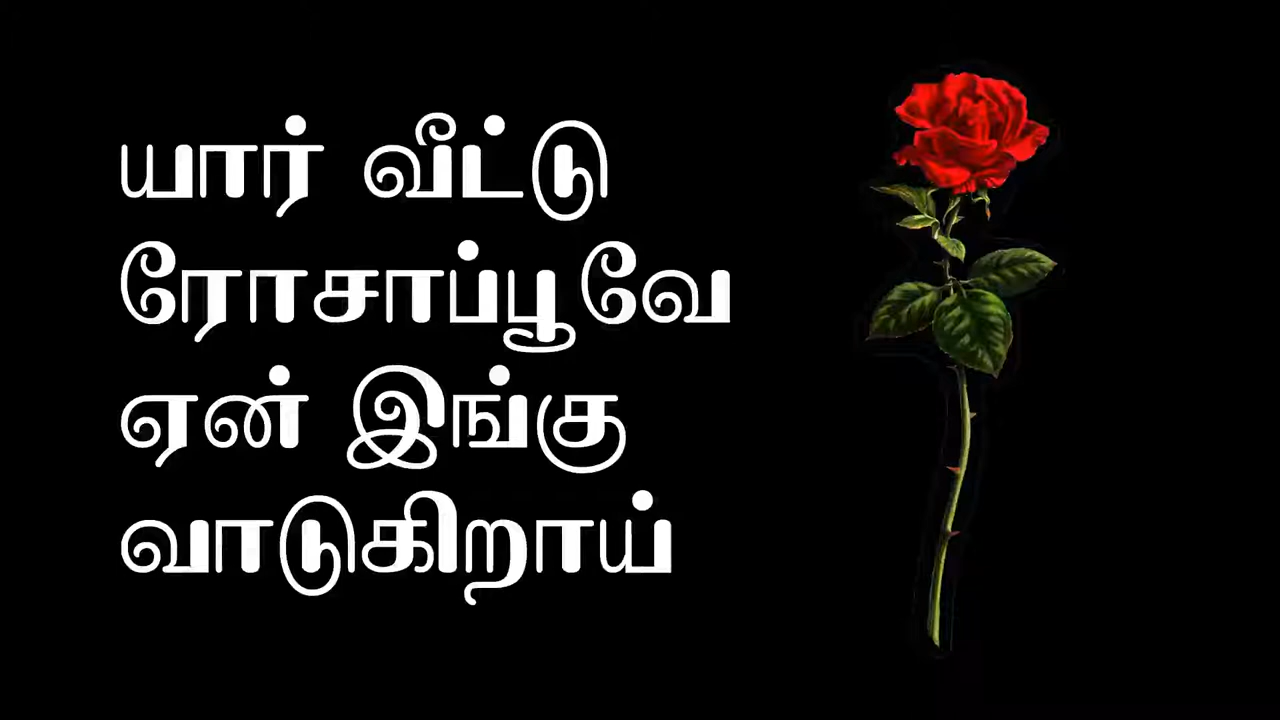 யார் வீட்டு
ரோசாப்பூவே
ஏன் இங்கு
வாடுகிறாய்